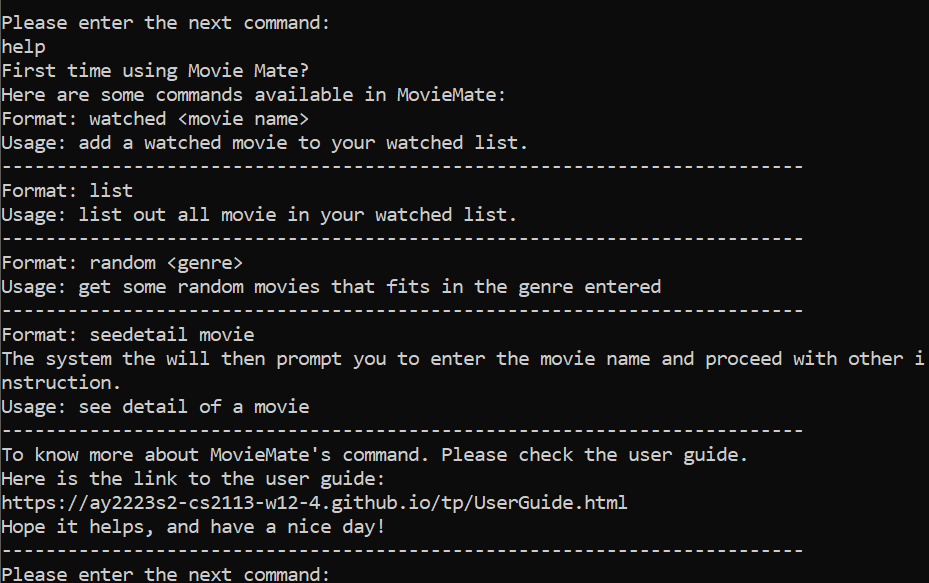 Please enter the next command:
help
First time using Movie Mate?
Here are some commands available in MovieMate:
Format: watched <movie name>
Usage: add a watched movie to your watched list.
-------------------------------------------------------------------------
Format: list
Usage: list out all movie in your watched list.
-------------------------------------------------------------------------
Format: random <genre>
Usage: get some random movies that fits in the genre entered
-------------------------------------------------------------------------
Format: seedetail movie
The system the will then prompt you to enter the movie name and proceed with other i
nstruction.
Usage: see detail of a movie
-------------------------------------------------------------------------
To know more about MovieMate's command. Please check the user guide.
Here is the link to the user guide:
https://ay2223s2-cs2113-w12-4.github.io/tp/UserGuide.html
Hope it helps, and have a nice day!
-------------------------------------------------------------------------
Please enter the next command: